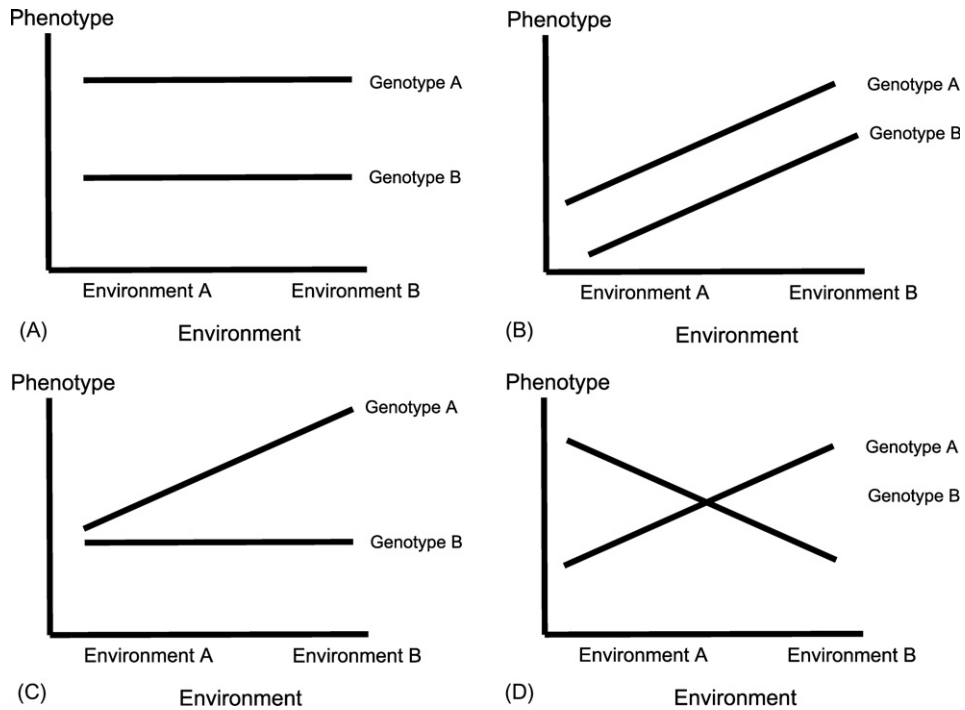 Phenotype
Genotype A
Genotype B
Environment A Environment B
(A) Environment
Phenotype
Genotype A
Genotype B
Environment A Environment B
(B) Environment
Phenotype
Genotype A
Genotype B
Environment A Environment B
(C) Environment
Phenotype
Genotype A
Genotype B
Environment A Environment B
(D) Environment